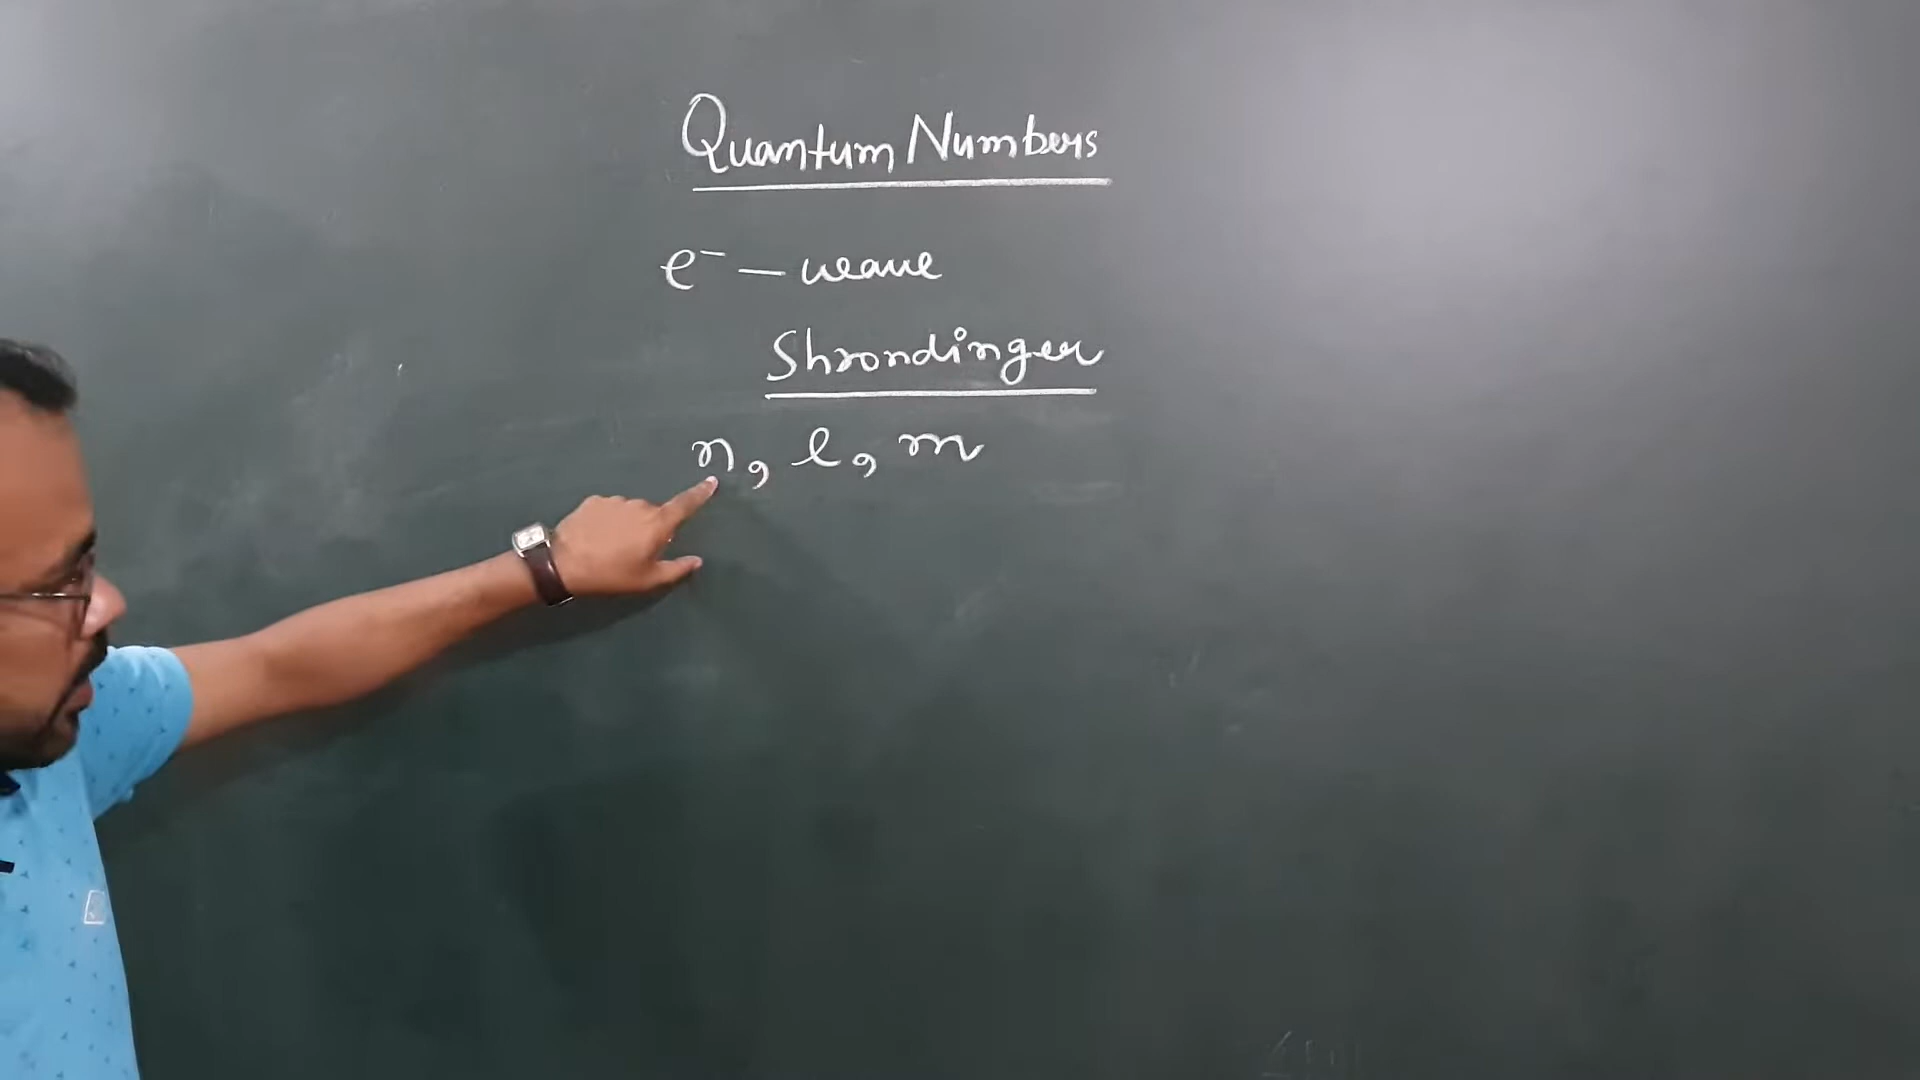 Quantum Numbers
e⁻ — wave
Shrondinger
n, l, m